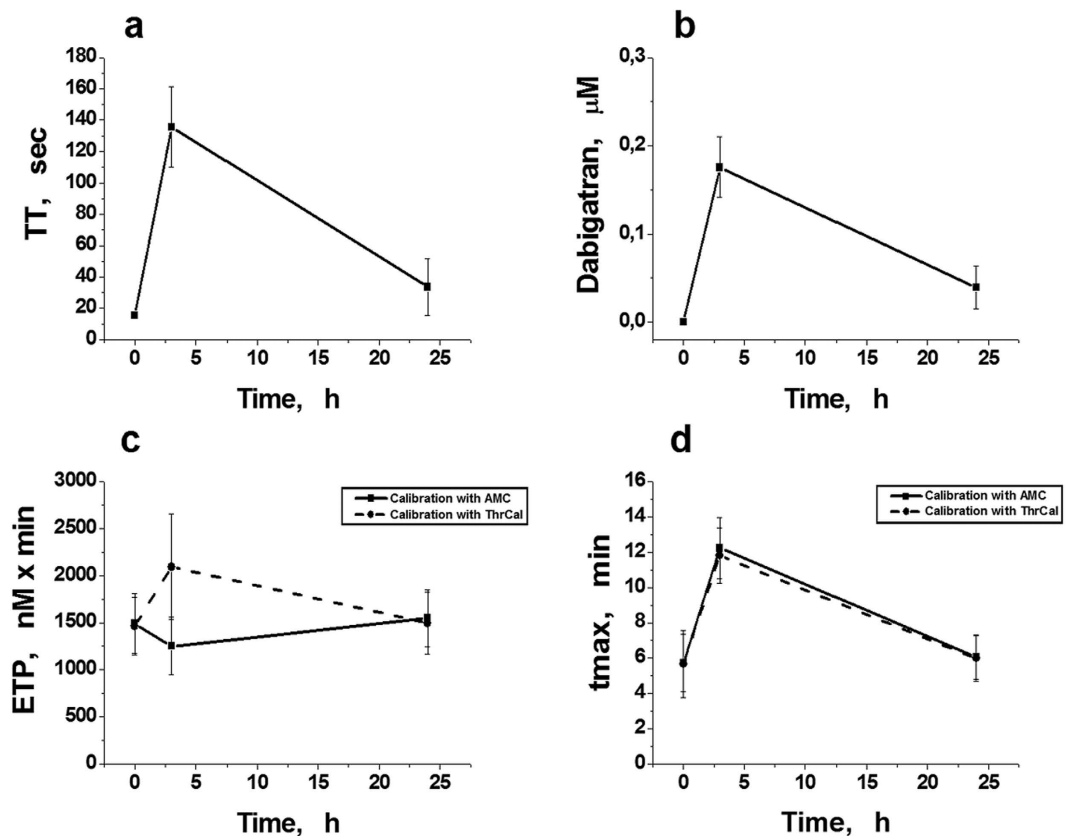 a
TT, sec
180
160
140
120
100
80
60
40
20
0
0 5 10 15 20 25
Time, h
b
Dabigatran, μM
0,3
0,2
0,1
0,0
0 5 10 15 20 25
Time, h
c
ETP, nM x min
3000
2500
2000
1500
1000
500
0
Calibration with AMC
Calibration with ThrCal
0 5 10 15 20 25
Time, h
d
tmax, min
16
14
12
10
8
6
4
2
0
Calibration with AMC
Calibration with ThrCal
0 5 10 15 20 25
Time, h